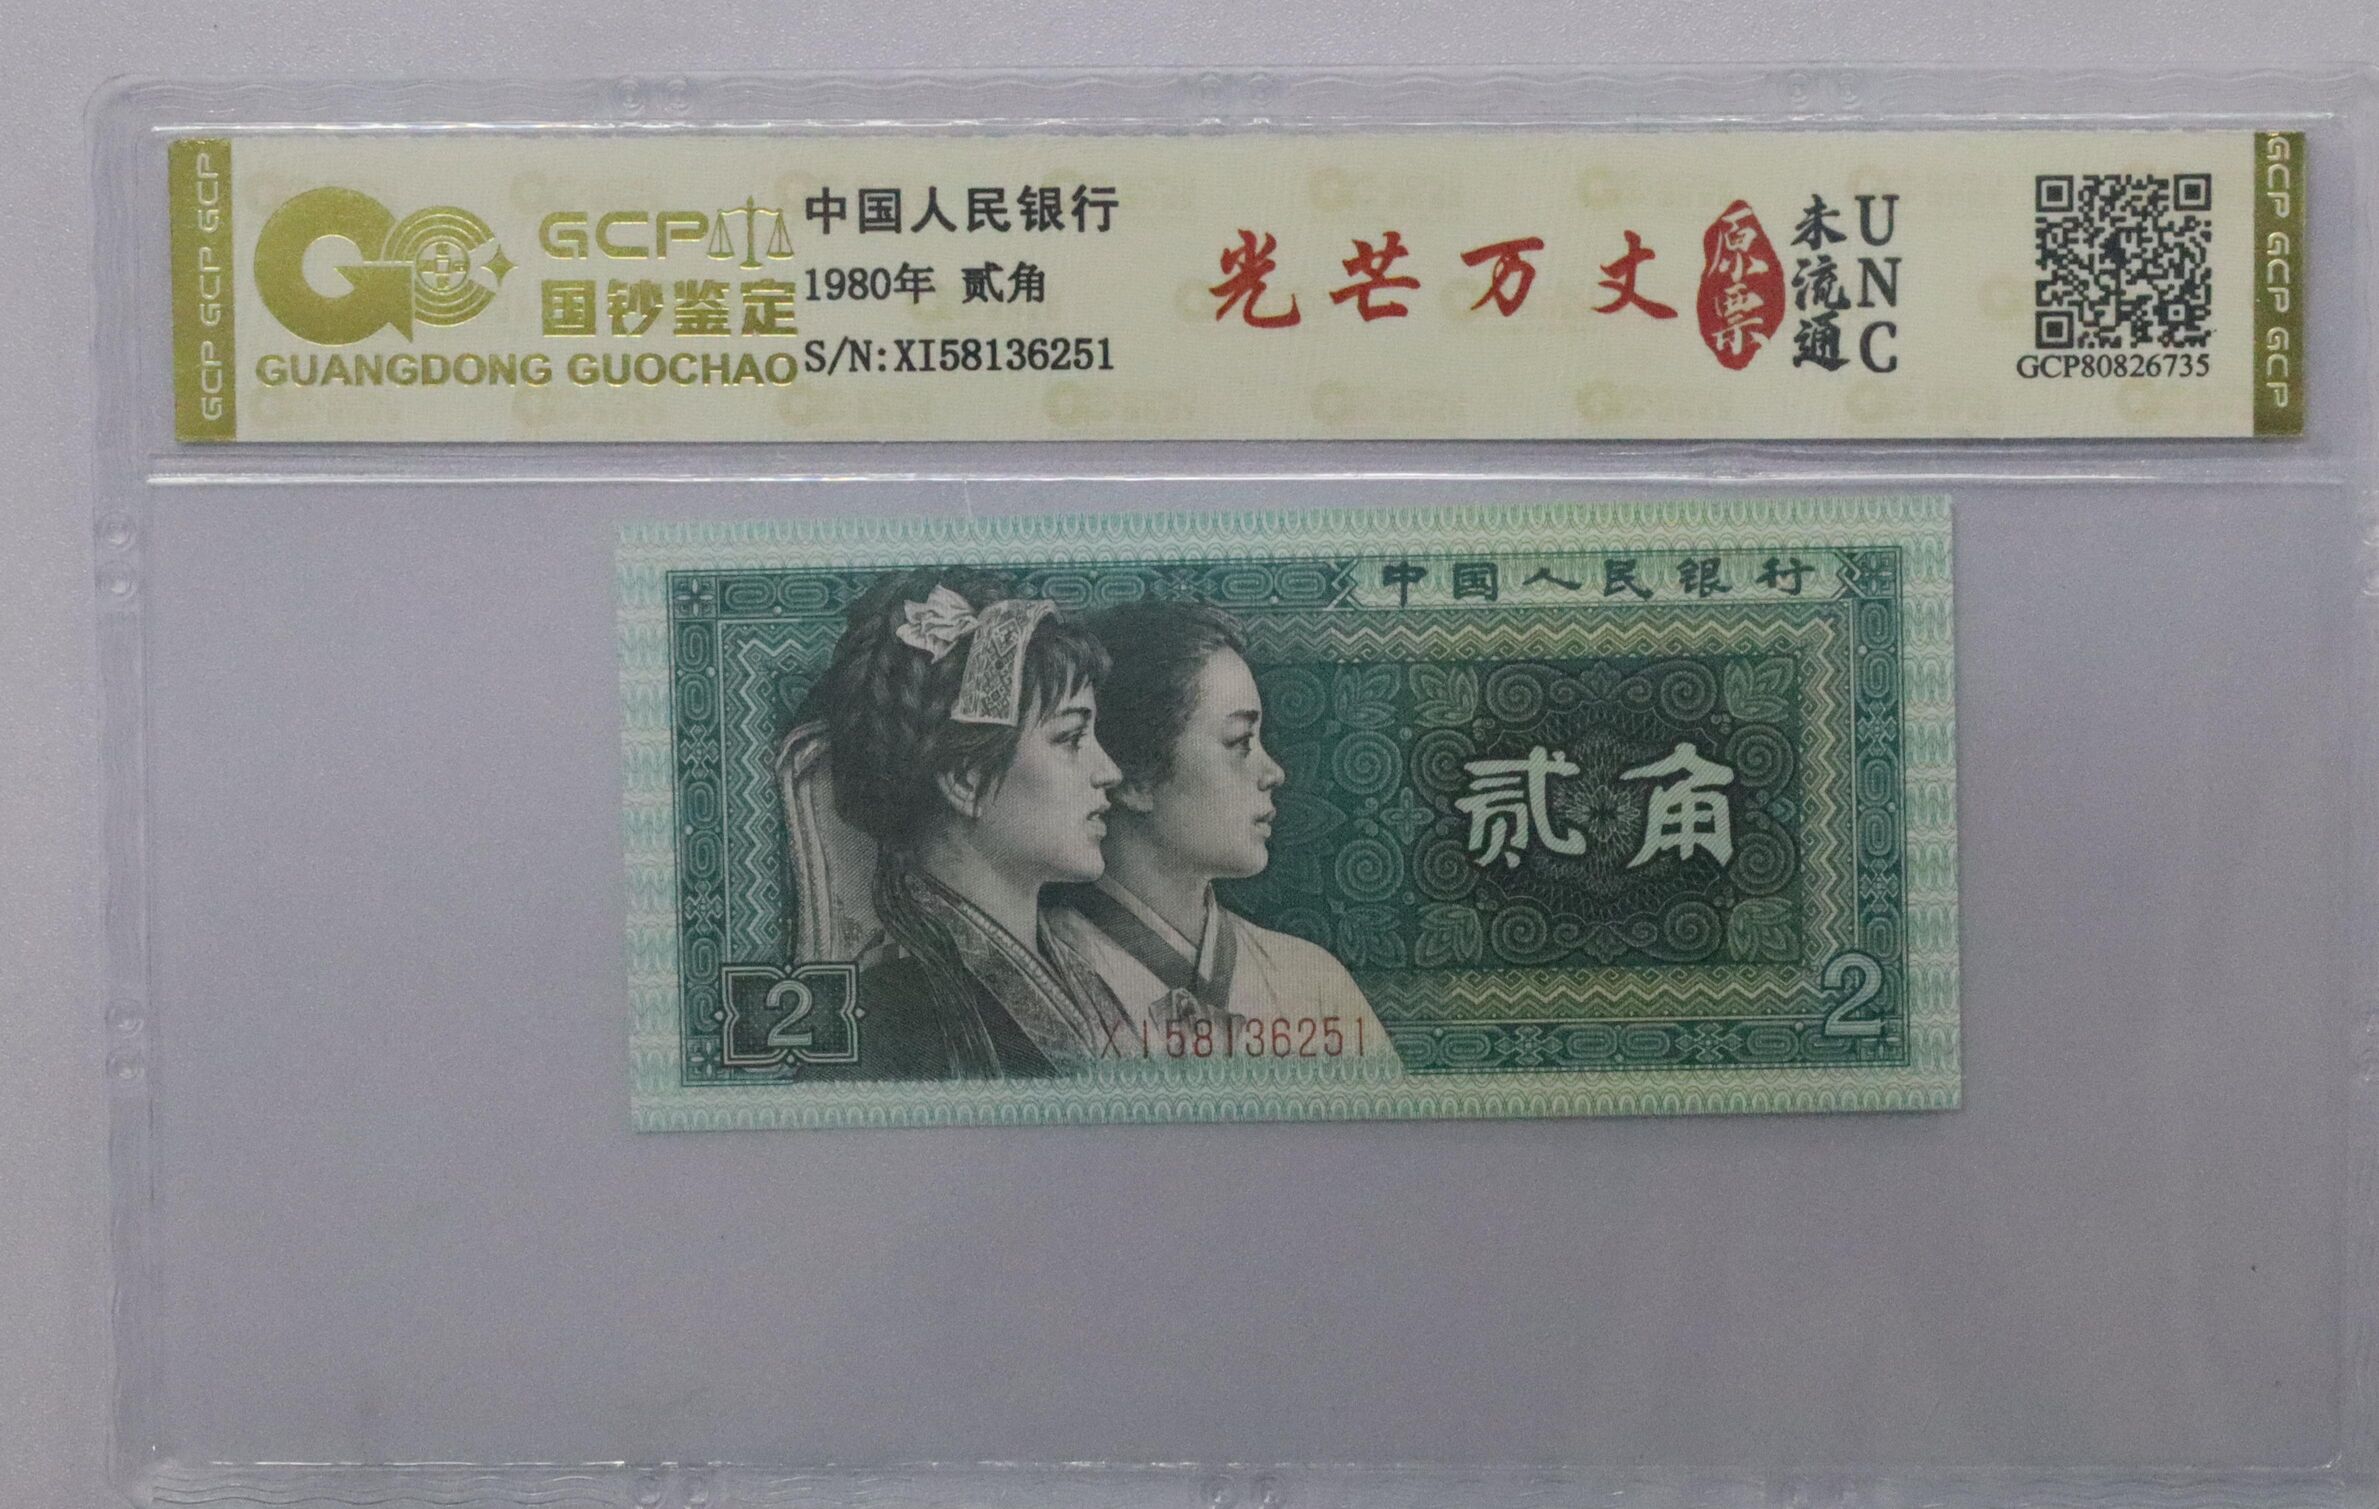 GCP GCP GCP
GCP
国钞鉴定
GUANGDONG GUOCHAO
中国人民银行
1980年 贰角
S/N:XI58136251
光芒万丈
原票
未流通
UNC
GCP80826735
GCP GCP GCP
中国人民银行
贰角
2
XI58136251
2